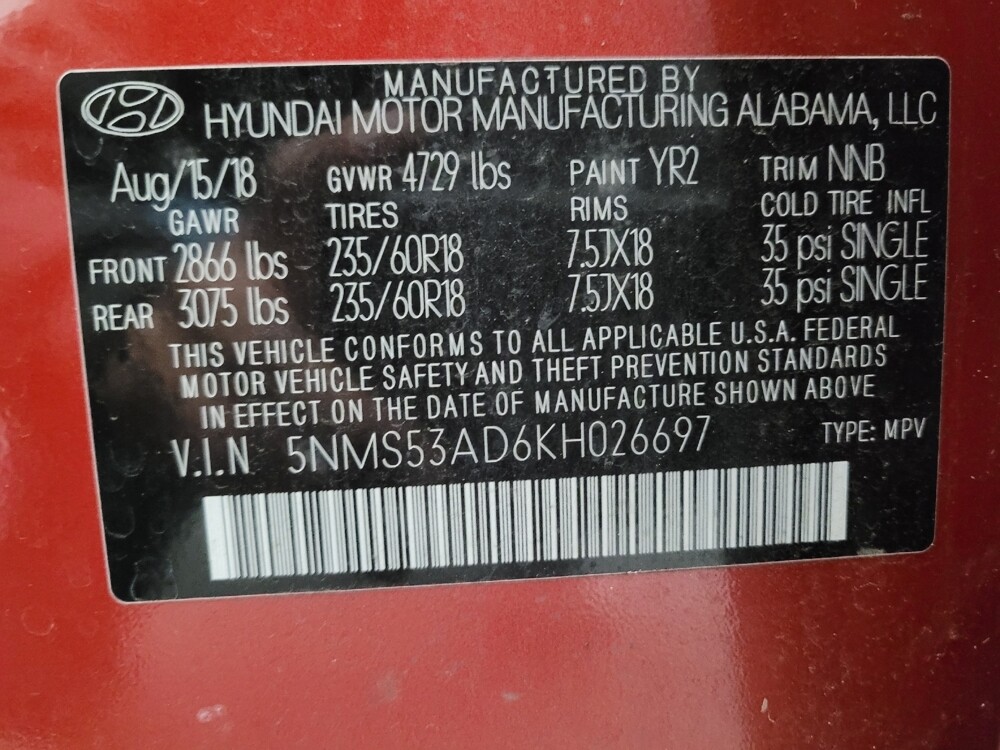 MANUFACTURED BY
HYUNDAI MOTOR MANUFACTURING ALABAMA, LLC
Aug/15/18 GVWR 4729 lbs PAINT YR2 TRIM NNB
GAWR TIRES RIMS COLD TIRE INFL
FRONT 2866 lbs 235/60R18 7.5JX18 35 psi SINGLE
REAR 3075 lbs 235/60R18 7.5JX18 35 psi SINGLE
THIS VEHICLE CONFORMS TO ALL APPLICABLE U.S.A. FEDERAL
MOTOR VEHICLE SAFETY AND THEFT PREVENTION STANDARDS
IN EFFECT ON THE DATE OF MANUFACTURE SHOWN ABOVE
V.I.N 5NMS53AD6KH026697 TYPE: MPV